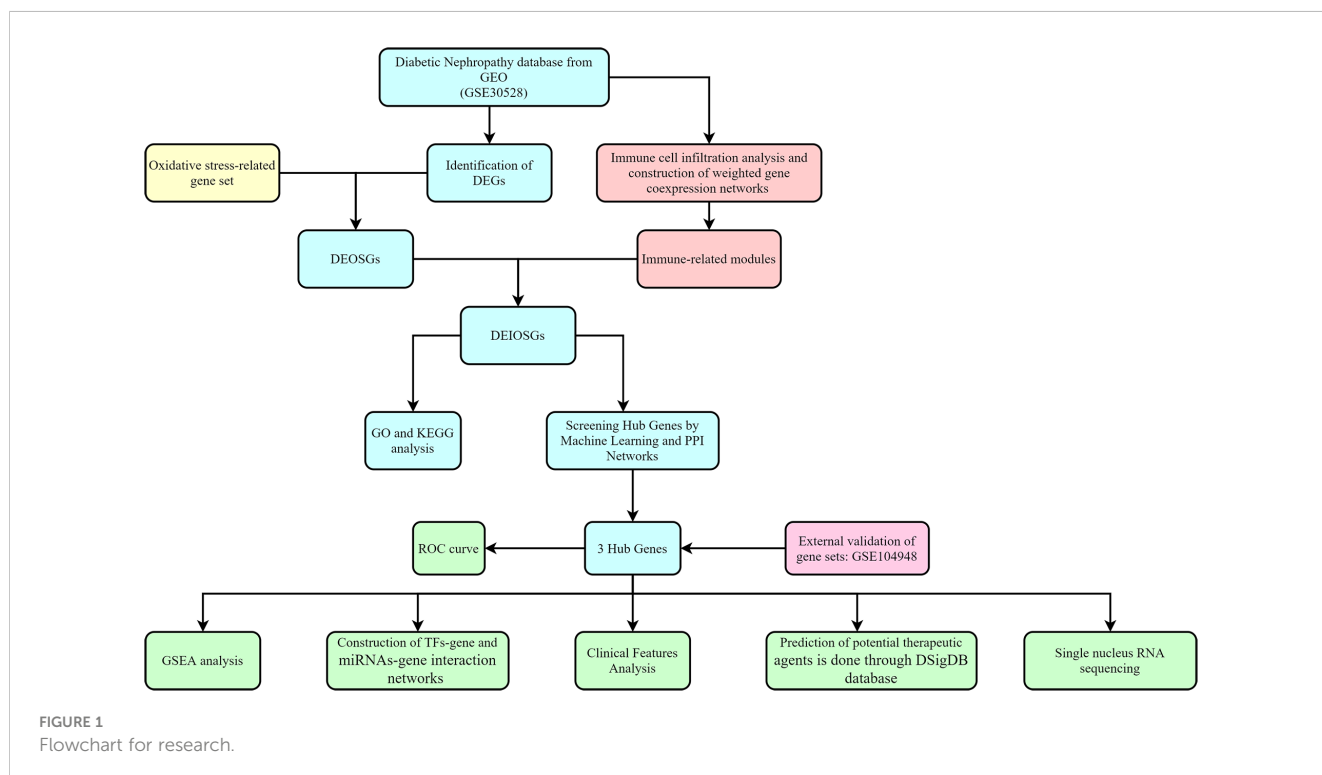 Diabetic Nephropathy database from
GEO
(GSE30528)
Oxidative stress-related
gene set
Identification of
DEGs
Immune cell infiltration analysis and
construction of weighted gene
coexpression networks
DEOSGs
Immune-related modules
DEIOSGs
GO and KEGG
analysis
Screening Hub Genes by
Machine Learning and PPI
Networks
ROC curve
3 Hub Genes
External validation of
gene sets: GSE104948
GSEA analysis
Construction of TFs-gene and
miRNAs-gene interaction
networks
Clinical Features
Analysis
Prediction of potential therapeutic
agents is done through DSigDB
database
Single nucleus RNA
sequencing
FIGURE 1
Flowchart for research.